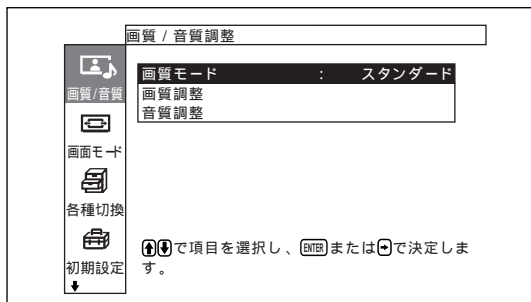 画質 / 音質調整
画質/音質
画面モード
各種切換
初期設定
画質モード : スタンダード
画質調整
音質調整
で項目を選択し、ENTERまたはで決定しま
す。